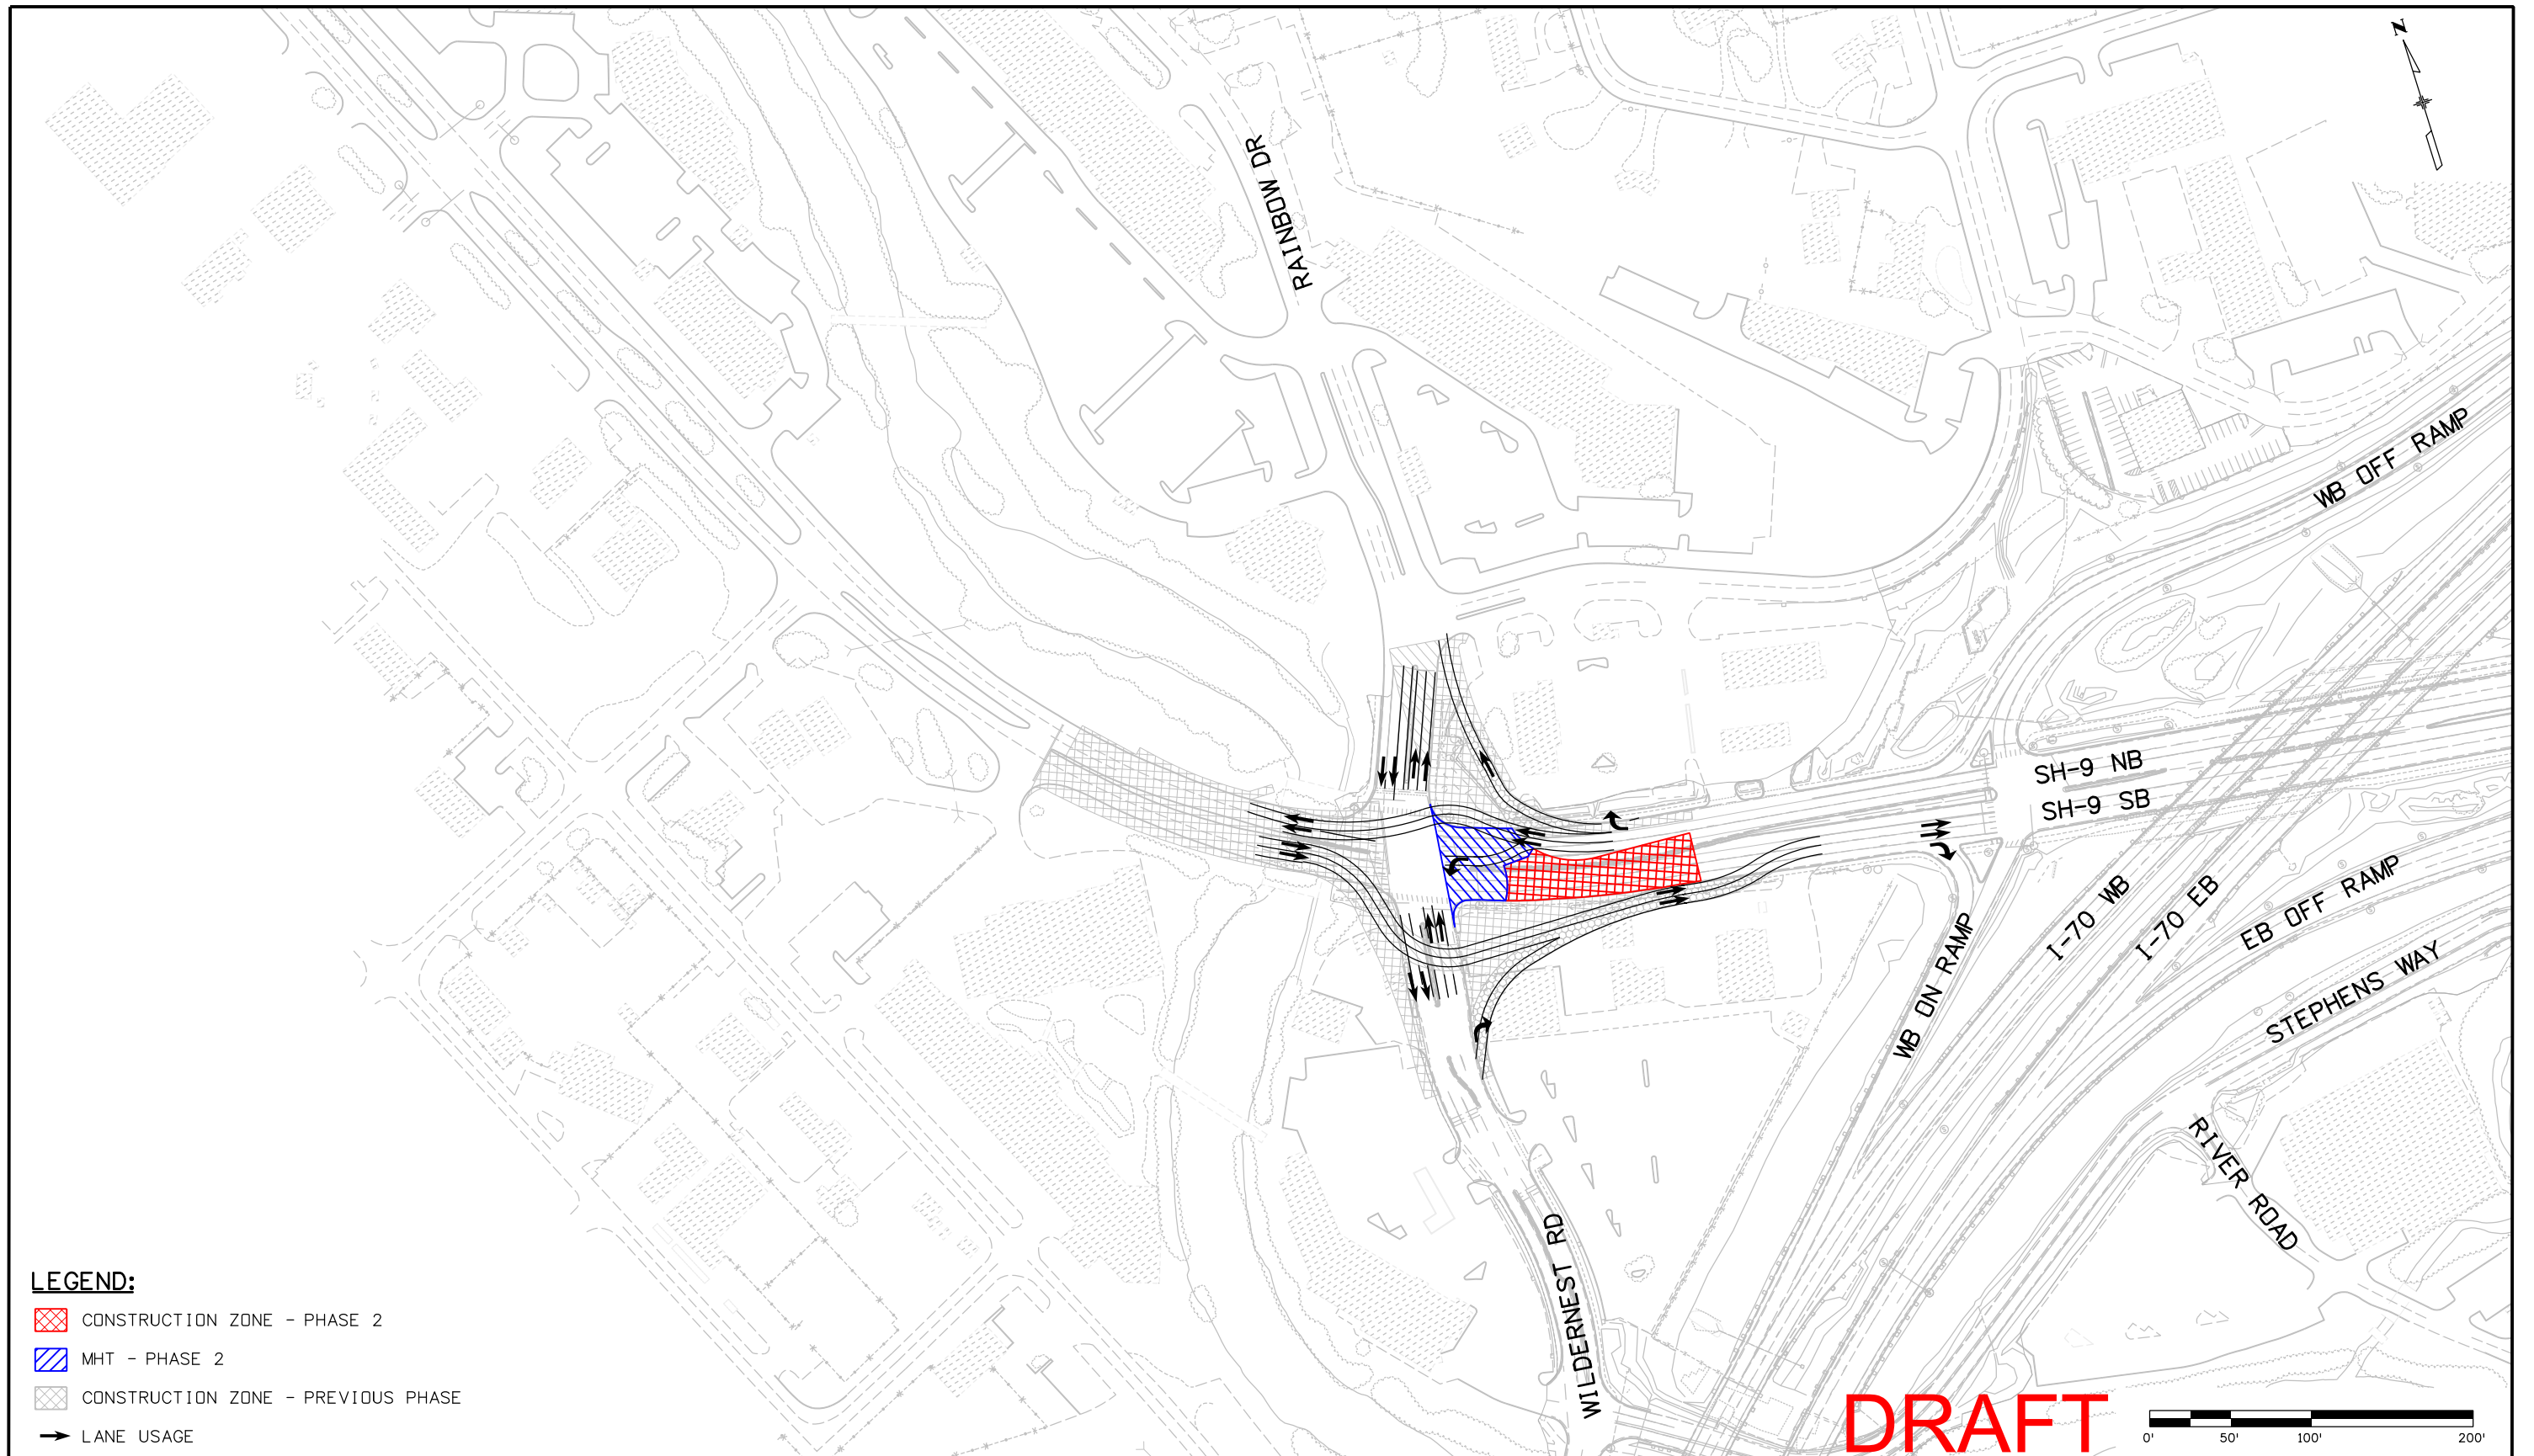 N
RAINBOW DR
WB OFF RAMP
SH-9 NB
SH-9 SB
I-70 WB
I-70 EB
EB OFF RAMP
WB ON RAMP
STEPHENS WAY
RIVER ROAD
WILDERNEST RD
LEGEND:
CONSTRUCTION ZONE - PHASE 2
MHT - PHASE 2
CONSTRUCTION ZONE - PREVIOUS PHASE
LANE USAGE
DRAFT
0' 50' 100' 200'